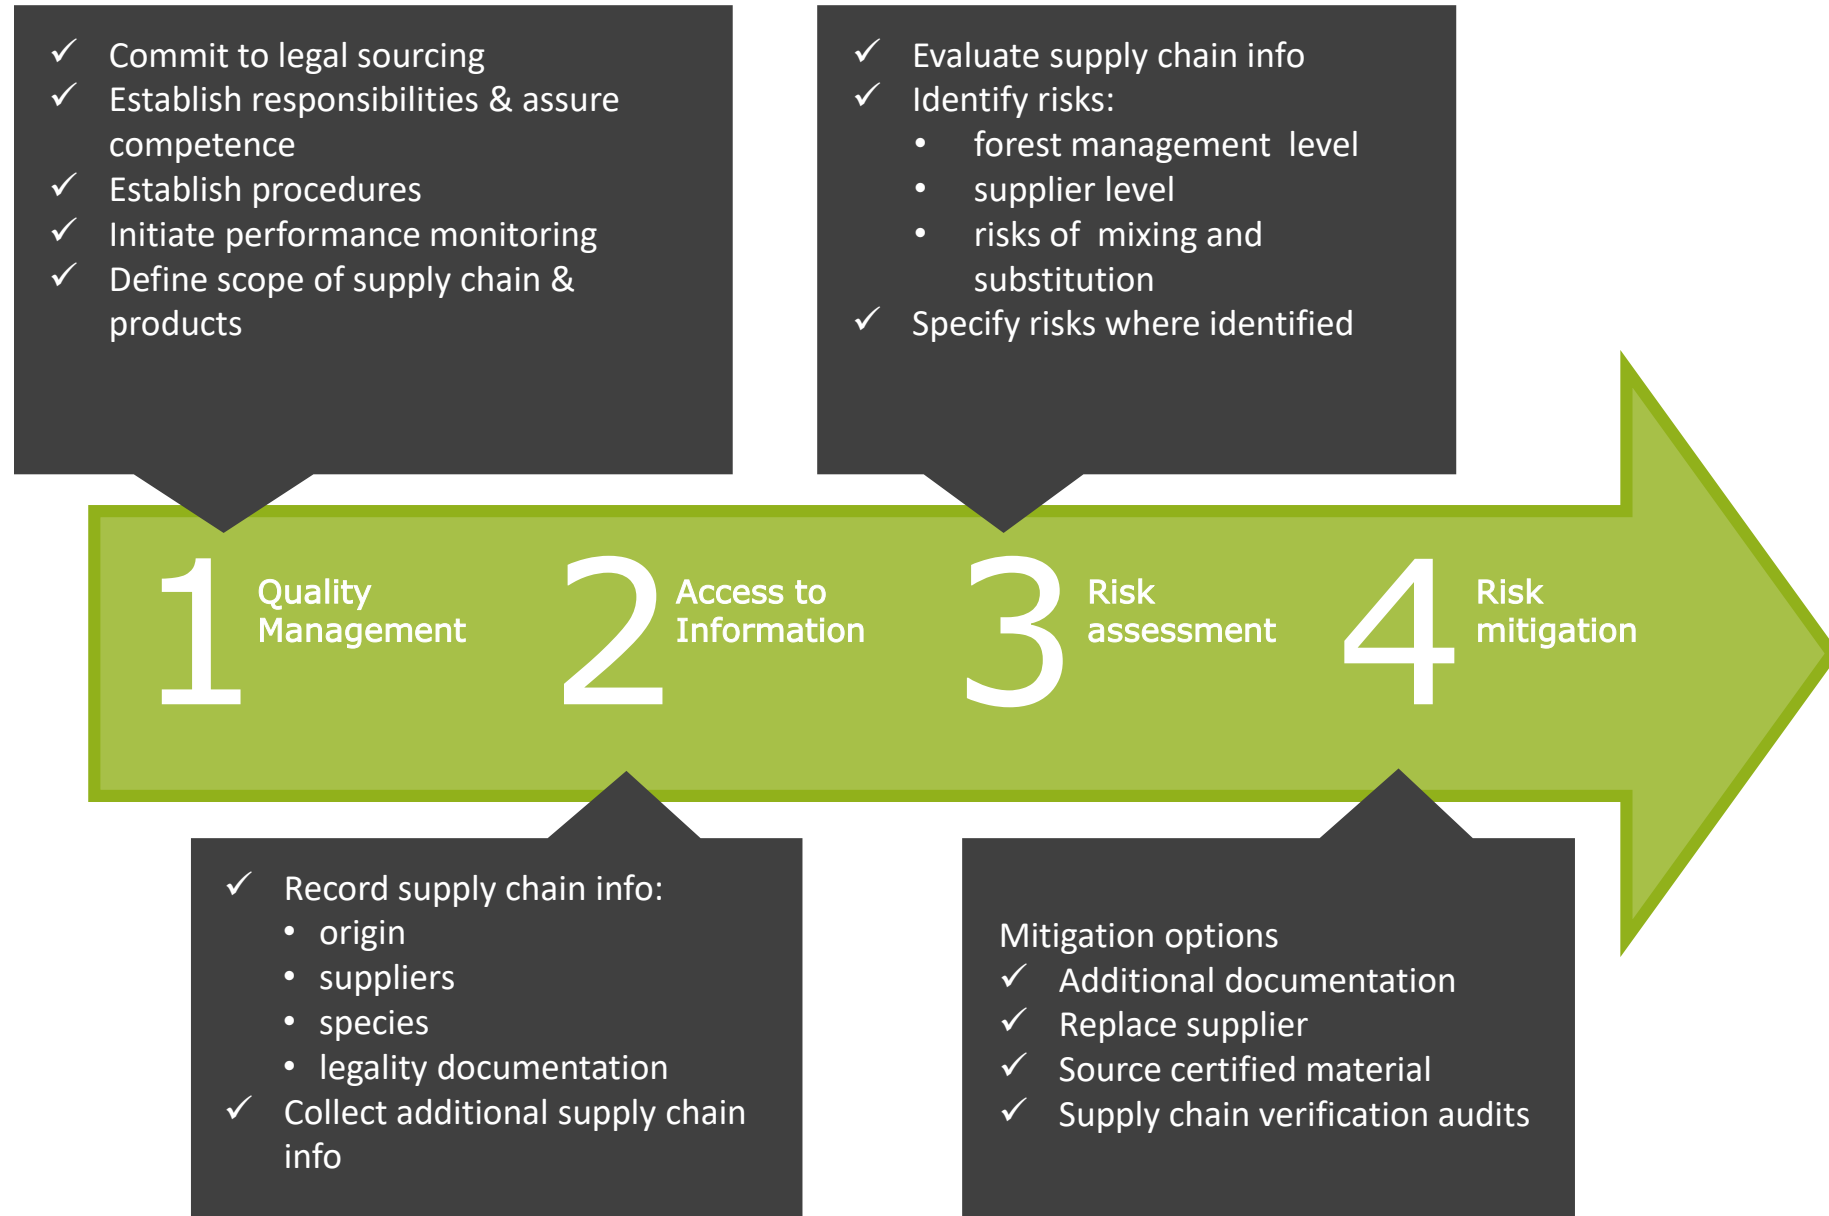 ✓ Commit to legal sourcing
✓ Establish responsibilities & assure
competence
✓ Establish procedures
✓ Initiate performance monitoring
✓ Define scope of supply chain &
products
✓ Evaluate supply chain info
✓ Identify risks:
• forest management level
• supplier level
• risks of mixing and
substitution
✓ Specify risks where identified
1
Quality
Management
2
Access to
Information
3
Risk
assessment
4
Risk
mitigation
✓ Record supply chain info:
• origin
• suppliers
• species
• legality documentation
✓ Collect additional supply chain
info
Mitigation options
✓ Additional documentation
✓ Replace supplier
✓ Source certified material
✓ Supply chain verification audits